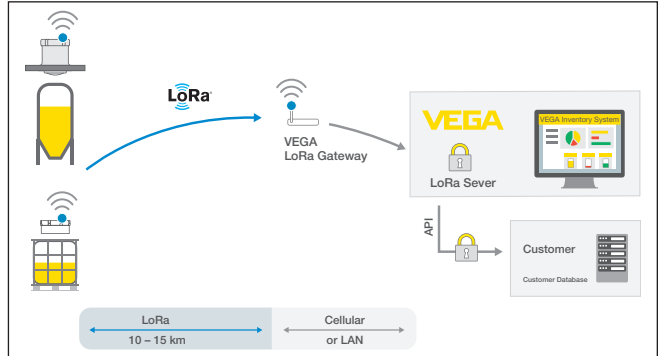 LoRa
VEGA
LoRa Gateway
VEGA
LoRa Sever
VEGA Inventory System
API
Customer
Customer Database
LoRa
10 – 15 km
Cellular
or LAN